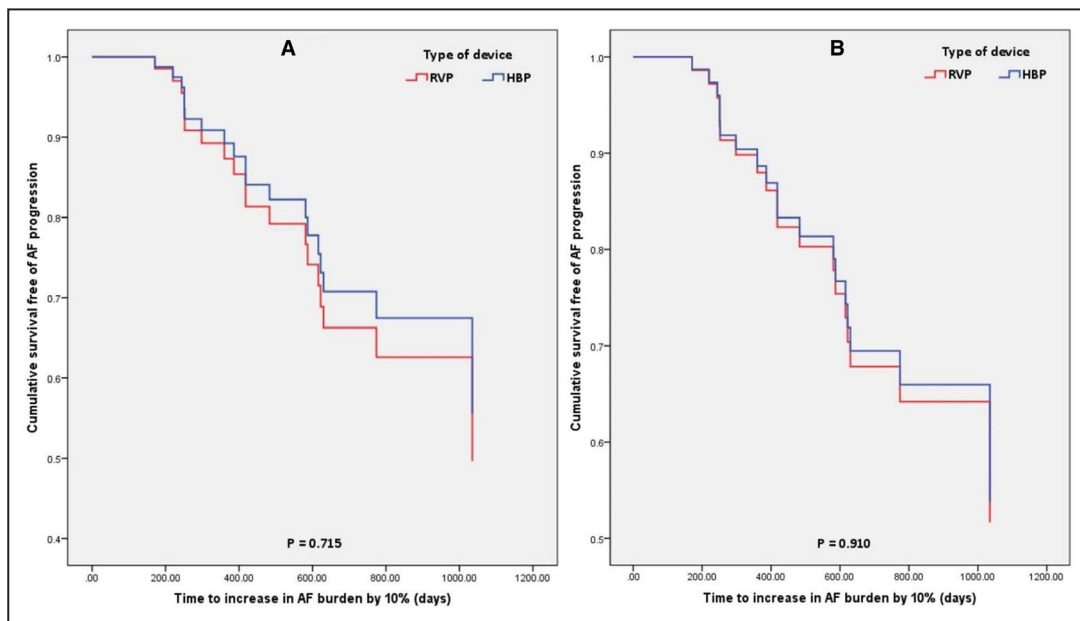 A
Type of device
RVP HBP
Cumulative survival free of AF progression
1.0
0.9
0.8
0.7
0.6
0.5
0.4
P = 0.715
.00 200.00 400.00 600.00 800.00 1000.00 1200.00
Time to increase in AF burden by 10% (days)
B
Type of device
RVP HBP
Cumulative survival free of AF progression
1.0
0.9
0.8
0.7
0.6
0.5
P = 0.910
.00 200.00 400.00 600.00 800.00 1000.00 1200.00
Time to increase in AF burden by 10% (days)